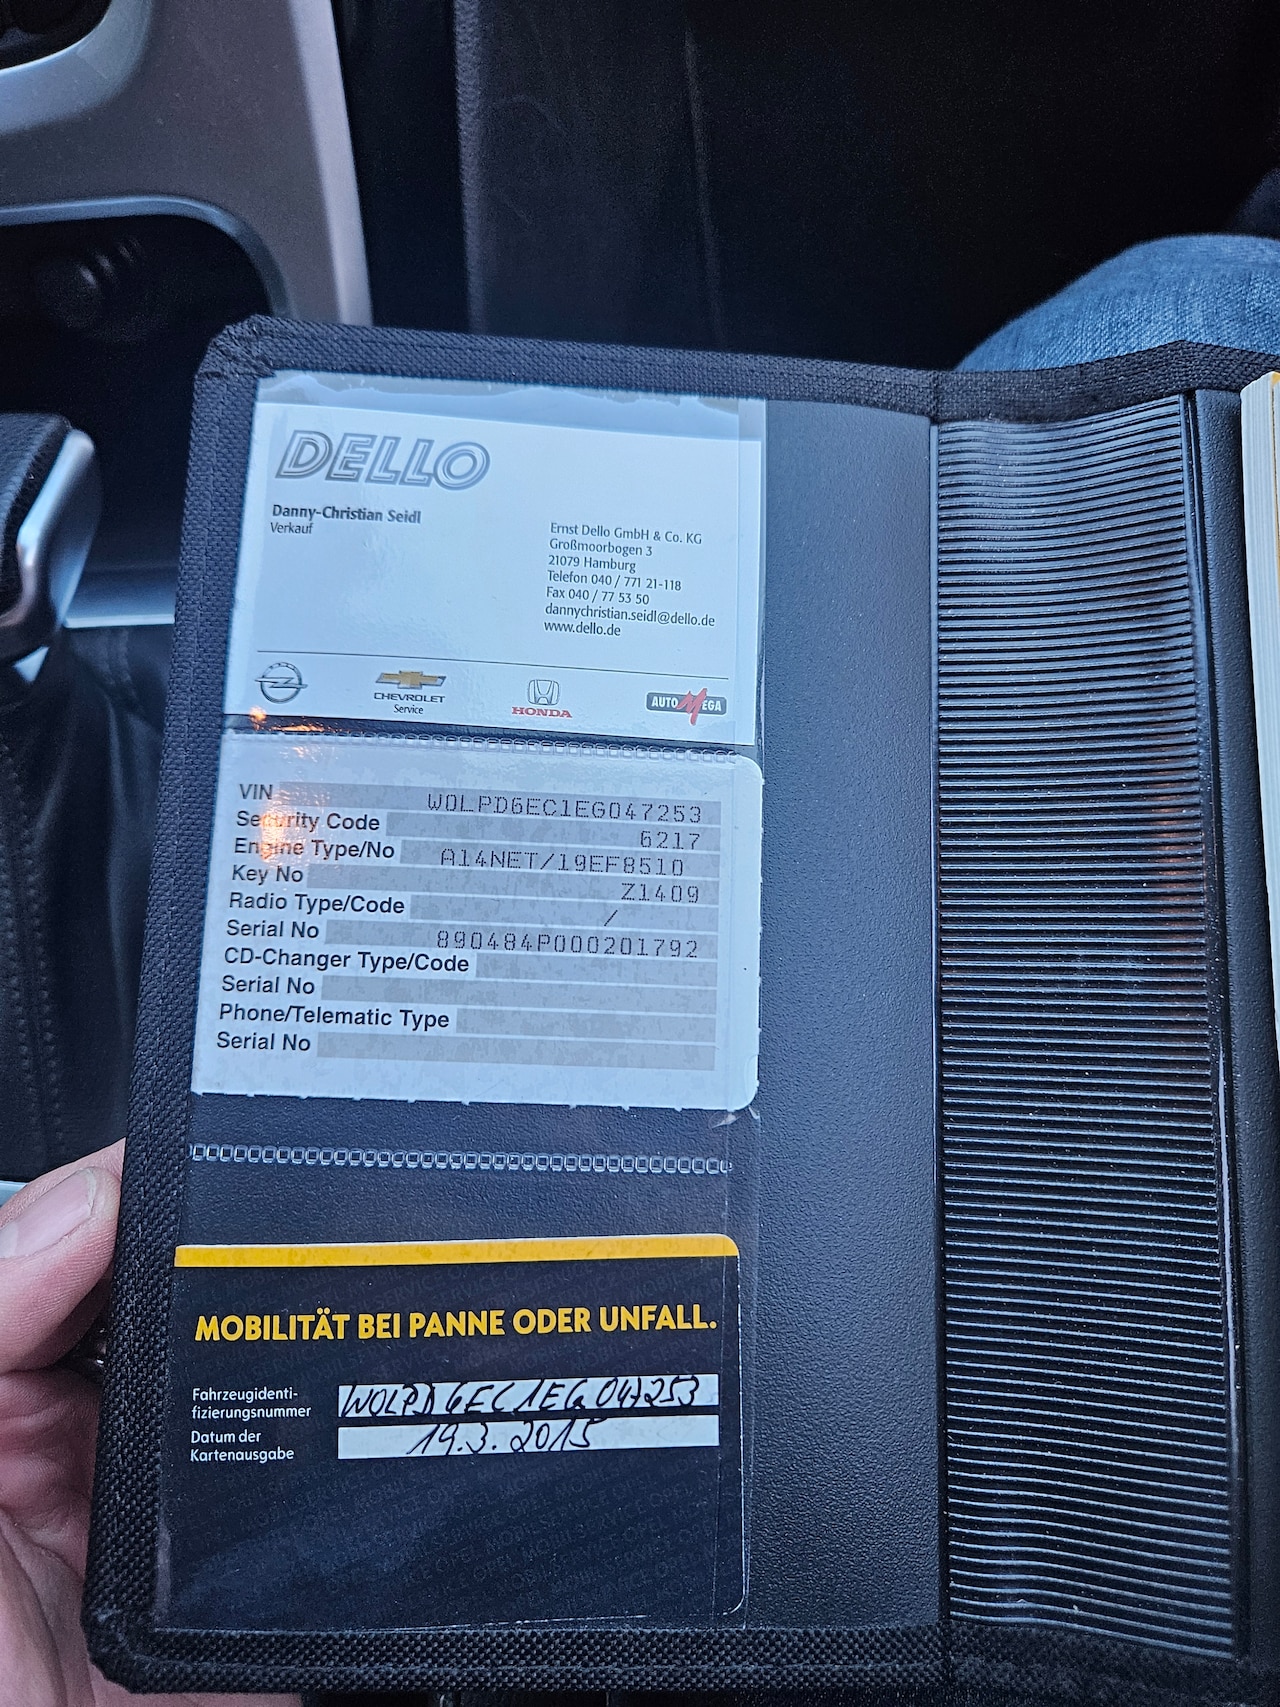 DELLO
Danny-Christian Seidl
Verkauf
Ernst Dello GmbH & Co. KG
Großmoorbogen 3
21079 Hamburg
Telefon 040 / 771 21-118
Fax 040 / 77 53 50
dannychristian.seidl@dello.de
www.dello.de
CHEVROLET
Service
HONDA
AUTO MEGA
VIN W0LPD6EC1EG047253
Security Code 6217
Engine Type/No A14NET/19EF8510
Key No Z1409
Radio Type/Code /
Serial No 890484P000201792
CD-Changer Type/Code
Serial No
Phone/Telematic Type
Serial No
MOBILITÄT BEI PANNE ODER UNFALL.
Fahrzeugidenti-
fizierungsnummer W0LPD6EC1EG047253
Datum der
Kartenausgabe 19.3.2015